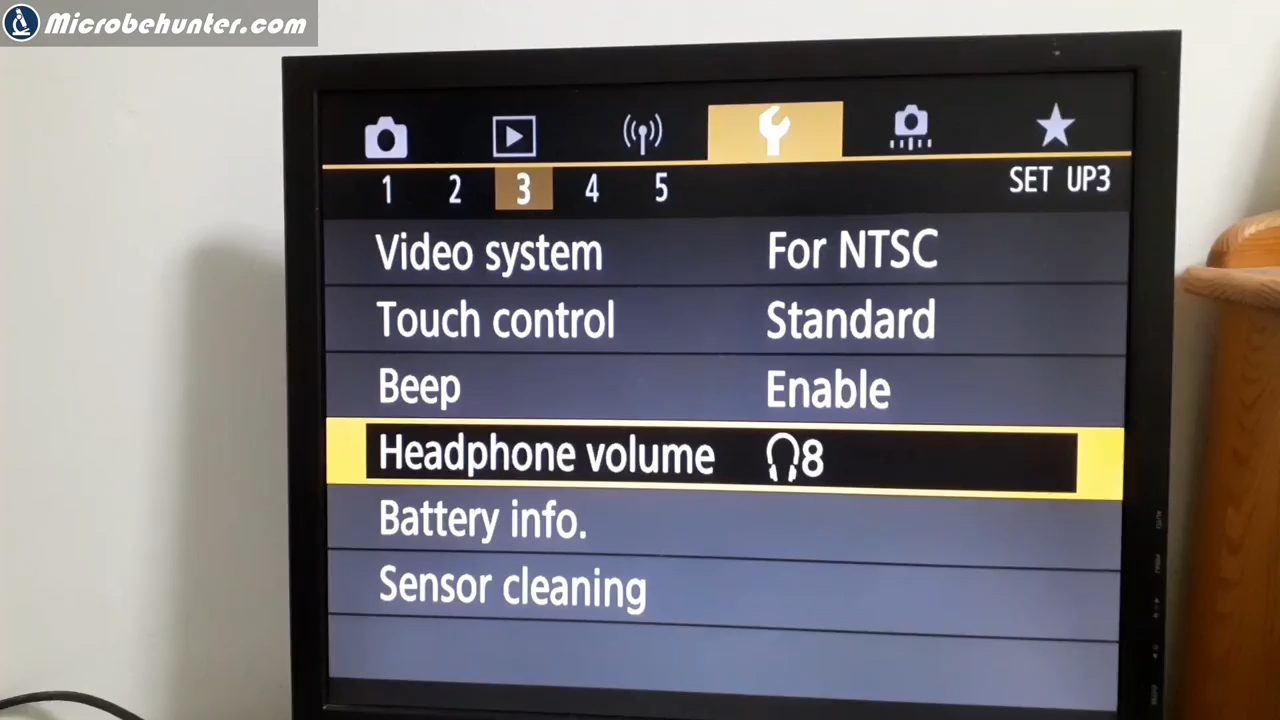 Microbehunter.com
1 2 3 4 5 SET UP3
Video system For NTSC
Touch control Standard
Beep Enable
Headphone volume 8
Battery info.
Sensor cleaning